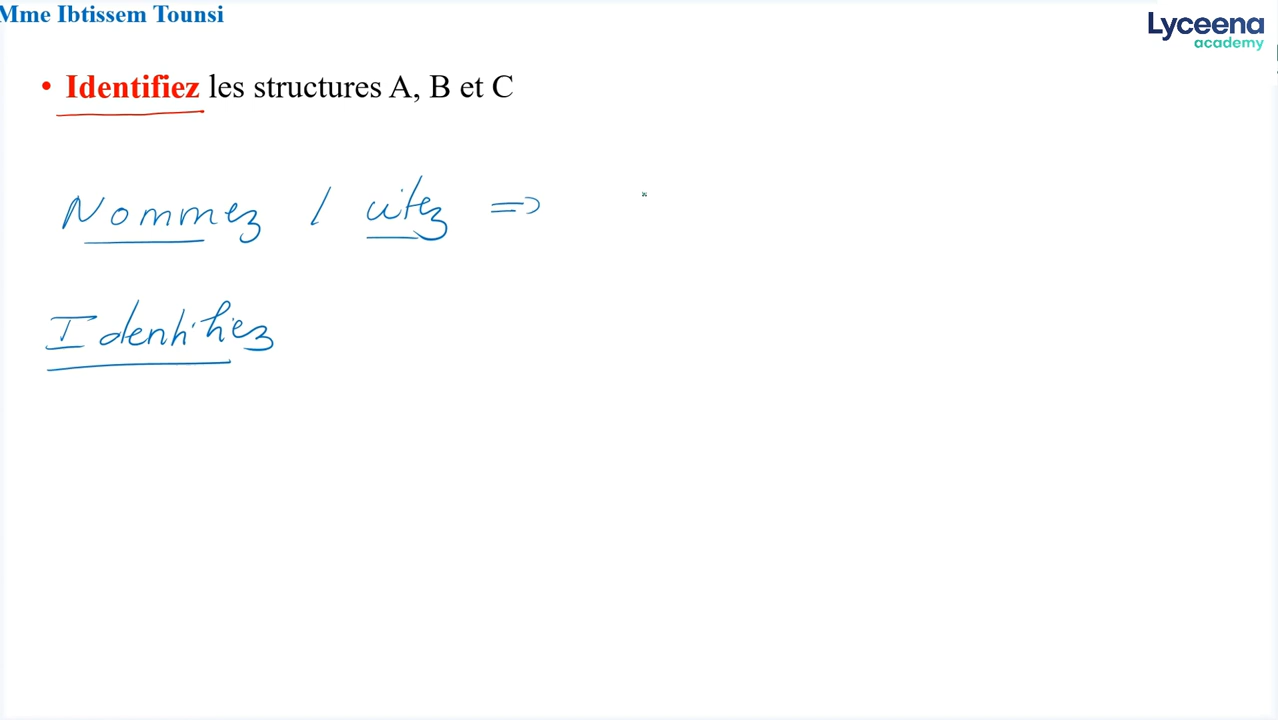 Mme Ibtissem Tounsi
Lyceena
academy
• Identifiez les structures A, B et C
Nommez / citez =>
Identifiez